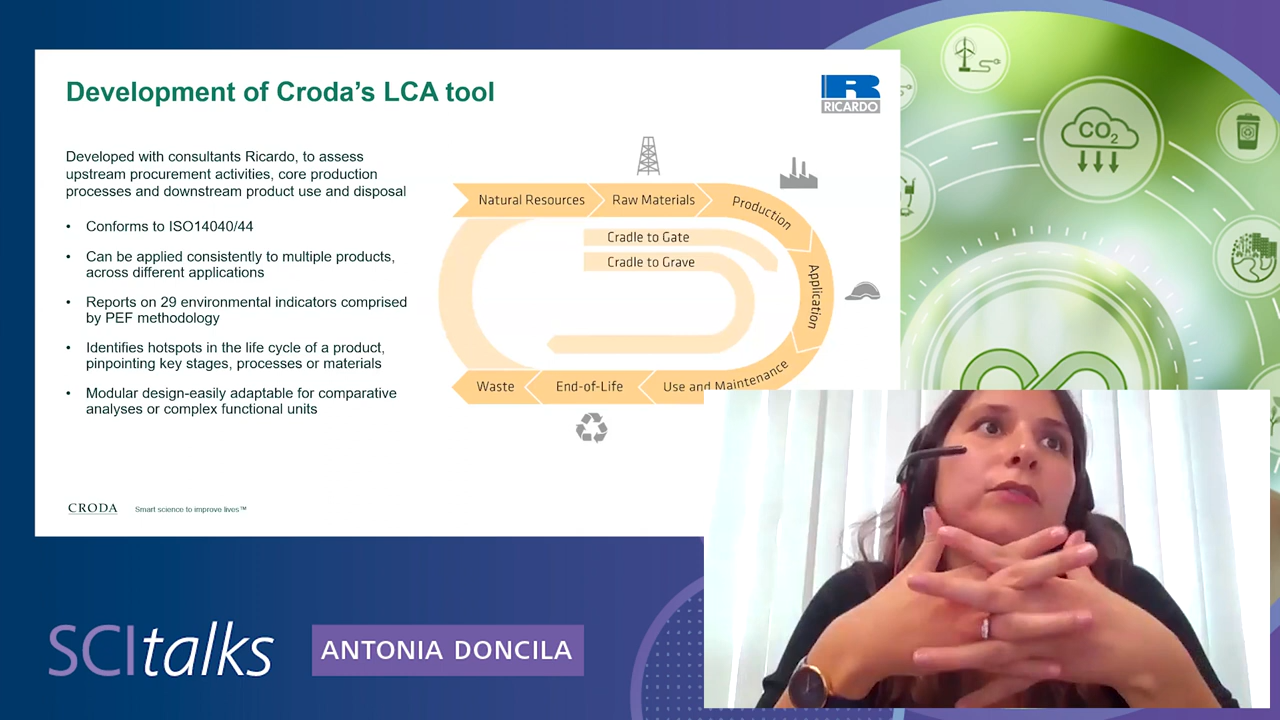 Development of Croda's LCA tool
RICARDO
Developed with consultants Ricardo, to assess
upstream procurement activities, core production
processes and downstream product use and disposal
• Conforms to ISO14040/44
• Can be applied consistently to multiple products,
across different applications
• Reports on 29 environmental indicators comprised
by PEF methodology
• Identifies hotspots in the life cycle of a product,
pinpointing key stages, processes or materials
• Modular design-easily adaptable for comparative
analyses or complex functional units
Natural Resources
Raw Materials
Production
Cradle to Gate
Cradle to Grave
Application
Use and Maintenance
End-of-Life
Waste
CRODA
Smart science to improve lives™
CO2
SCItalks
ANTONIA DONCILA